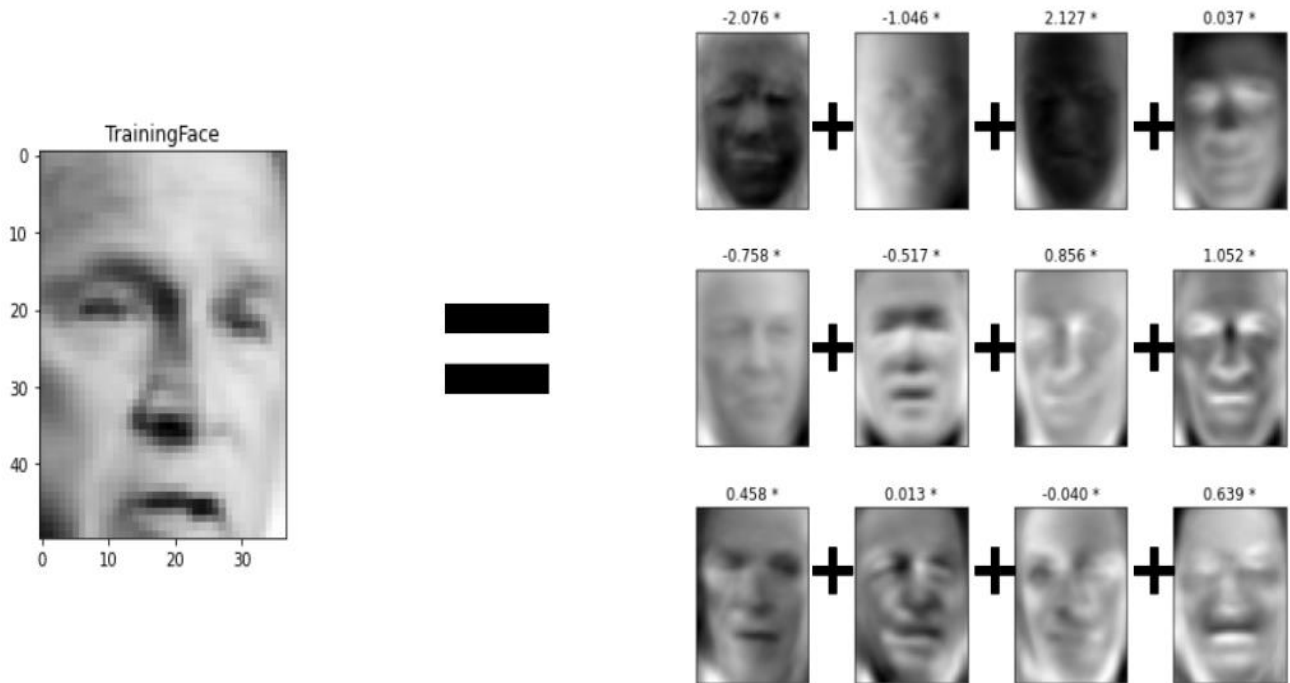 TrainingFace
0
10
20
30
40
0 10 20 30
=
-2.076 * -1.046 * 2.127 * 0.037 *
+ + +
-0.758 * -0.517 * 0.856 * 1.052 *
+ + +
0.458 * 0.013 * -0.040 * 0.639 *
+ + +